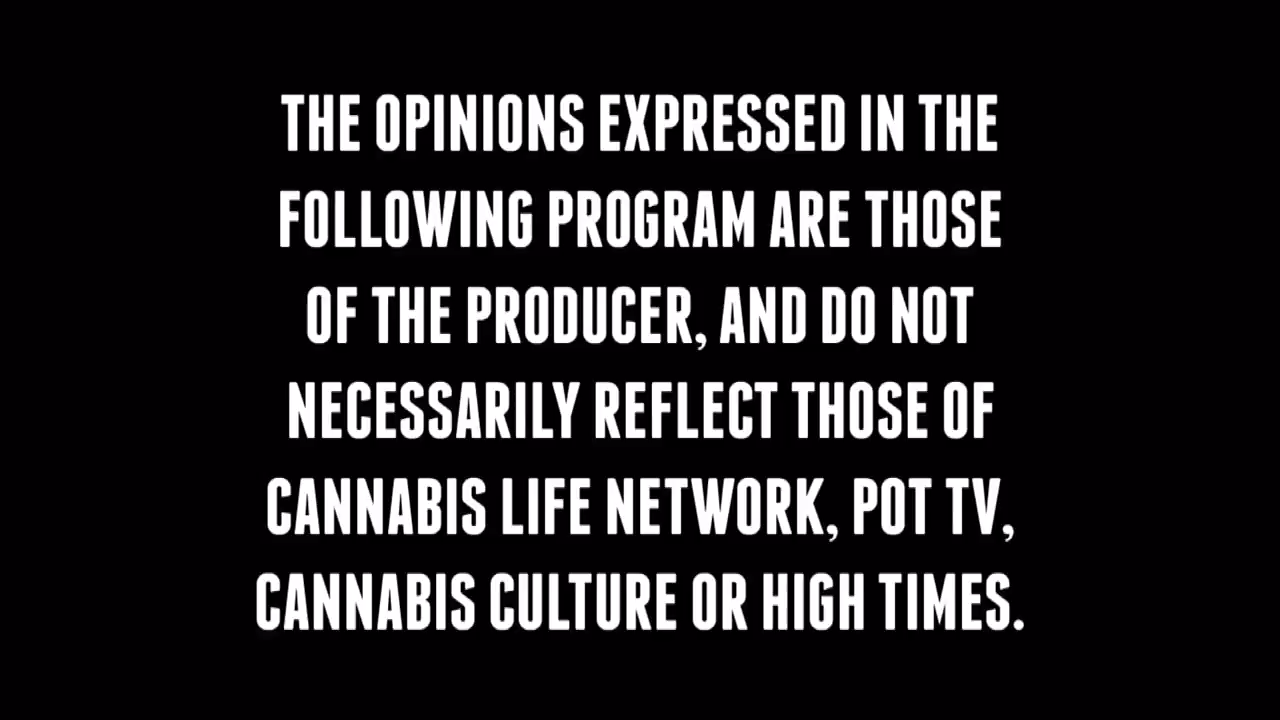 THE OPINIONS EXPRESSED IN THE
FOLLOWING PROGRAM ARE THOSE
OF THE PRODUCER, AND DO NOT
NECESSARILY REFLECT THOSE OF
CANNABIS LIFE NETWORK, POT TV,
CANNABIS CULTURE OR HIGH TIMES.